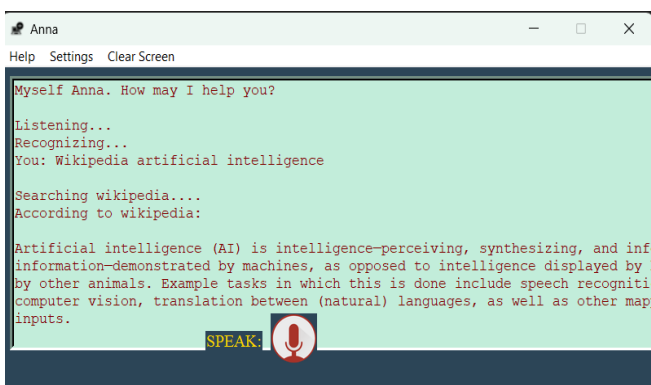 Anna
Help Settings Clear Screen
Myself Anna. How may I help you?
Listening...
Recognizing...
You: Wikipedia artificial intelligence
Searching wikipedia....
According to wikipedia:
Artificial intelligence (AI) is intelligence—perceiving, synthesizing, and inf
information—demonstrated by machines, as opposed to intelligence displayed by
by other animals. Example tasks in which this is done include speech recogniti
computer vision, translation between (natural) languages, as well as other map
inputs.
SPEAK: